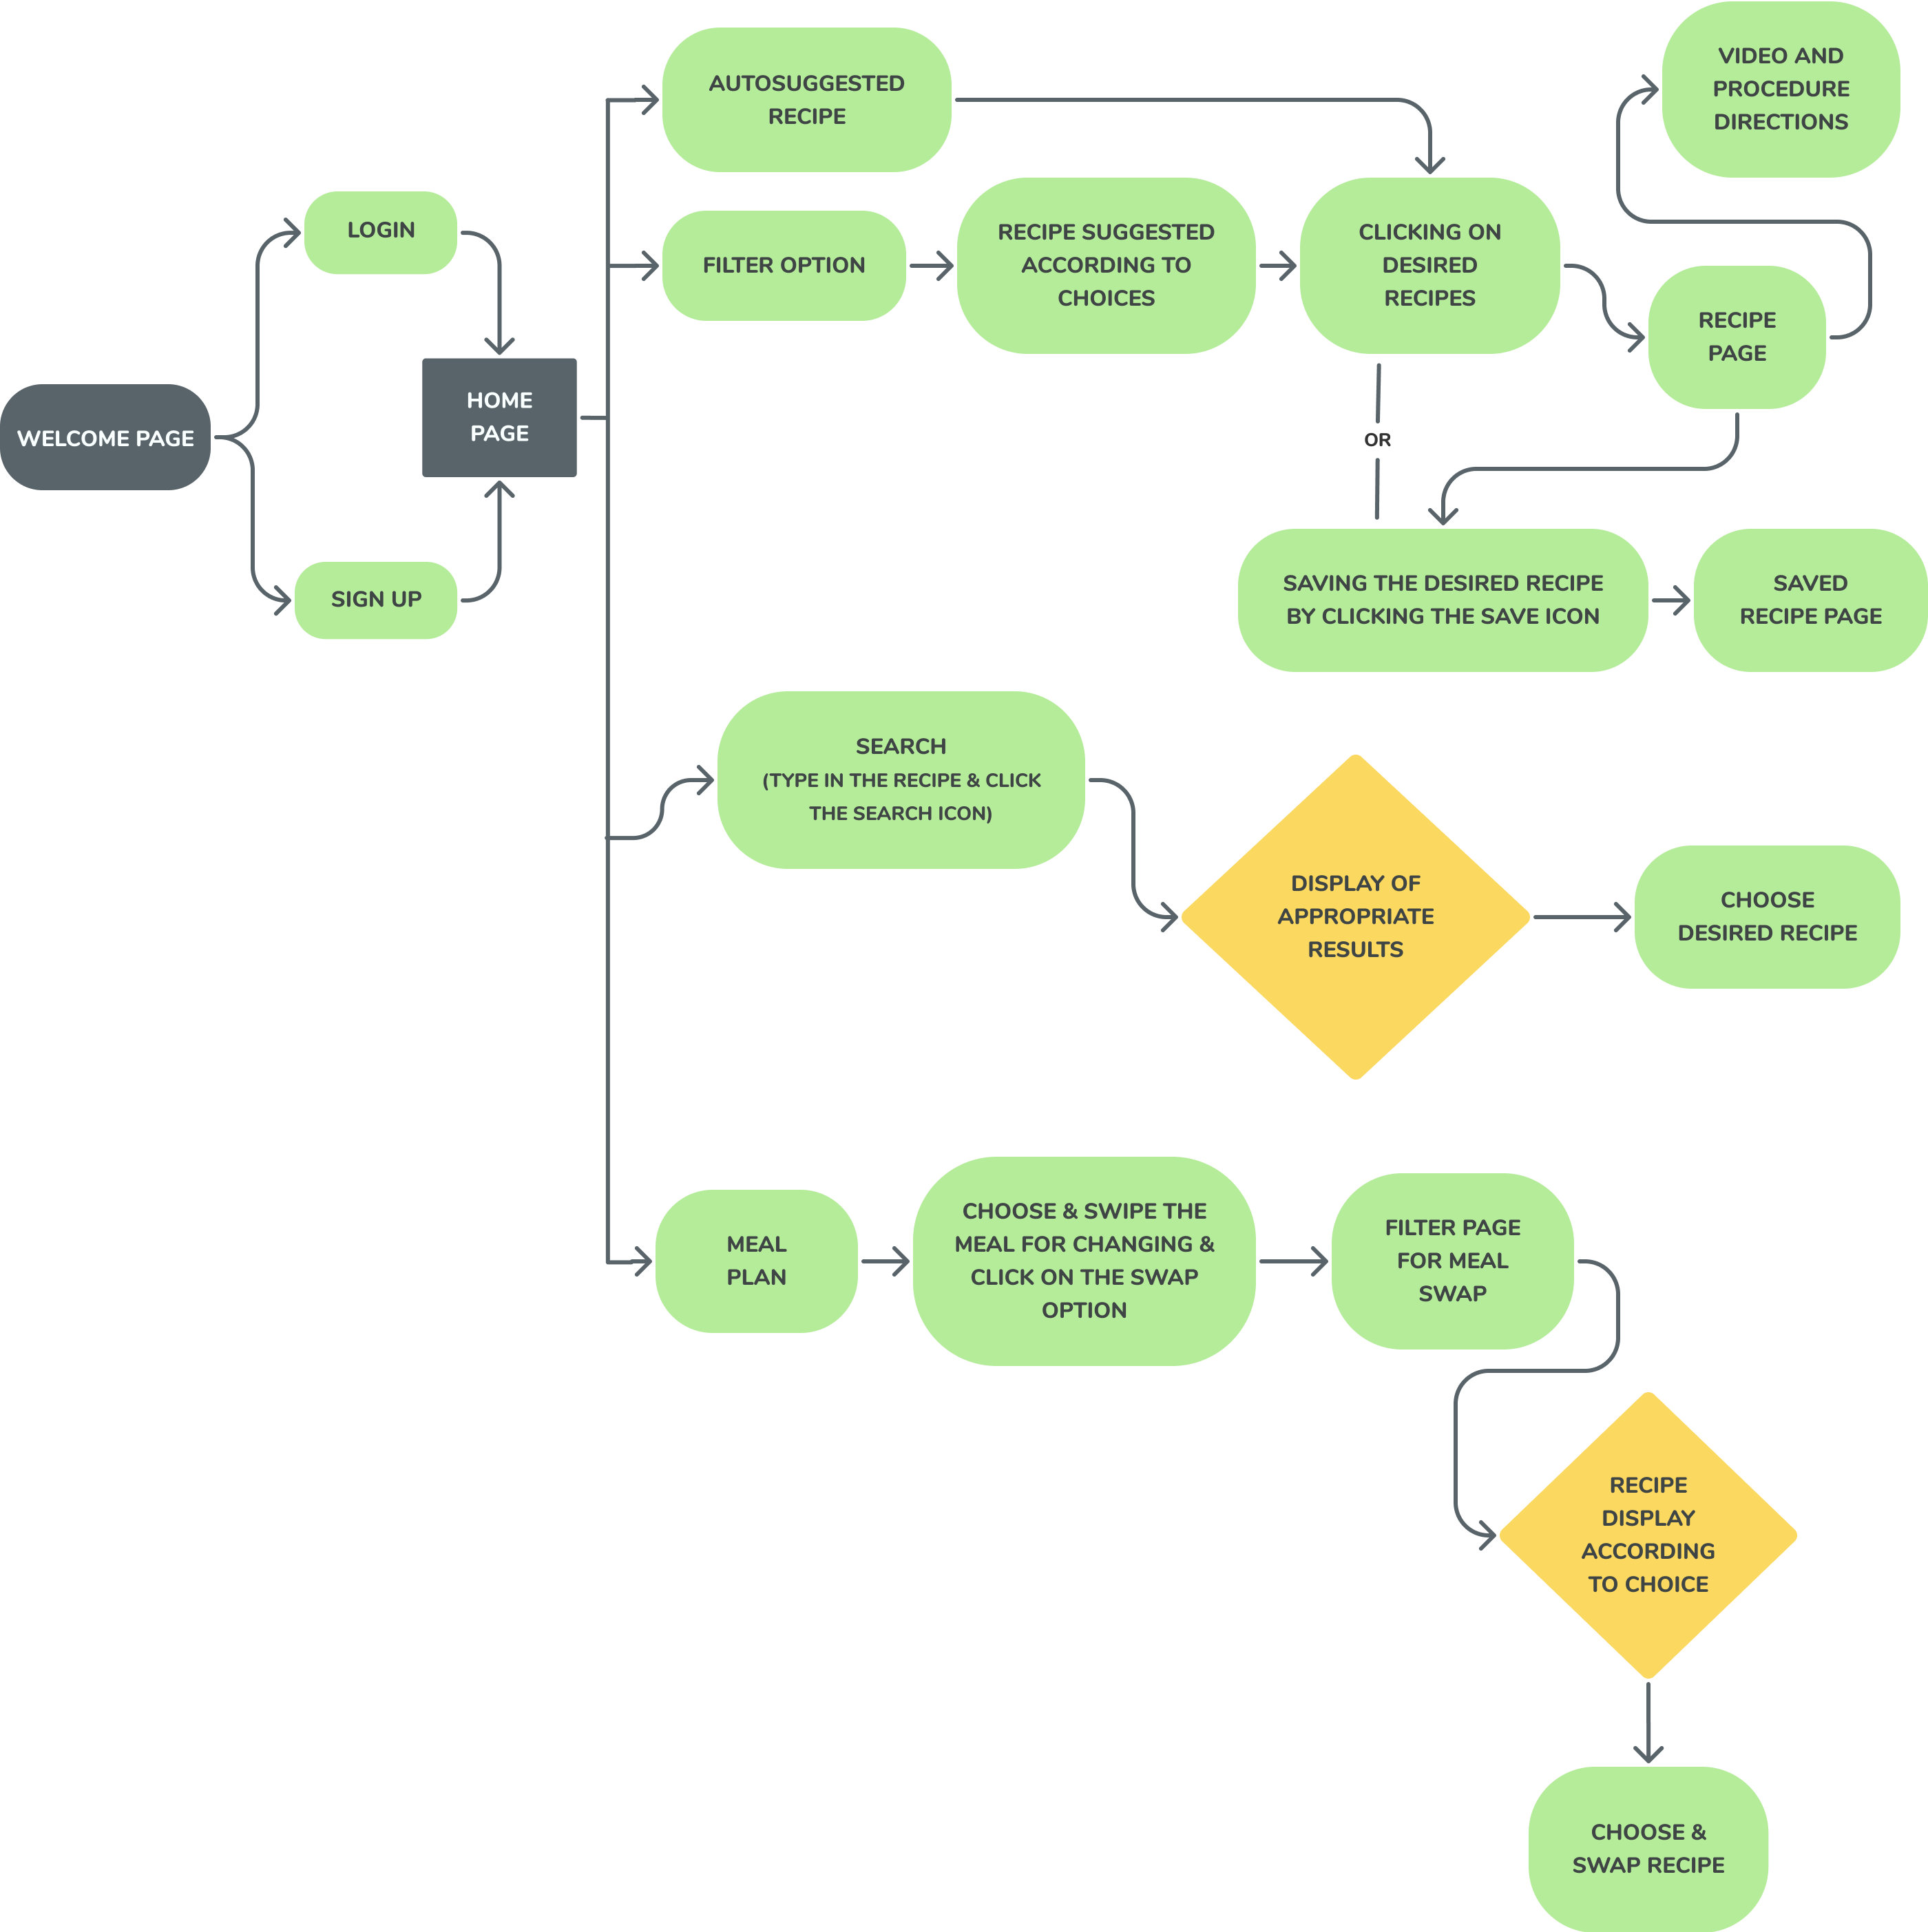 WELCOME PAGE
LOGIN
SIGN UP
HOME
PAGE
AUTOSUGGESTED
RECIPE
FILTER OPTION
RECIPE SUGGESTED
ACCORDING TO
CHOICES
CLICKING ON
DESIRED
RECIPES
RECIPE
PAGE
VIDEO AND
PROCEDURE
DIRECTIONS
OR
SAVING THE DESIRED RECIPE
BY CLICKING THE SAVE ICON
SAVED
RECIPE PAGE
SEARCH
(TYPE IN THE RECIPE & CLICK
THE SEARCH ICON)
DISPLAY OF
APPROPRIATE
RESULTS
CHOOSE
DESIRED RECIPE
MEAL
PLAN
CHOOSE & SWIPE THE
MEAL FOR CHANGING &
CLICK ON THE SWAP
OPTION
FILTER PAGE
FOR MEAL
SWAP
RECIPE
DISPLAY
ACCORDING
TO CHOICE
CHOOSE &
SWAP RECIPE